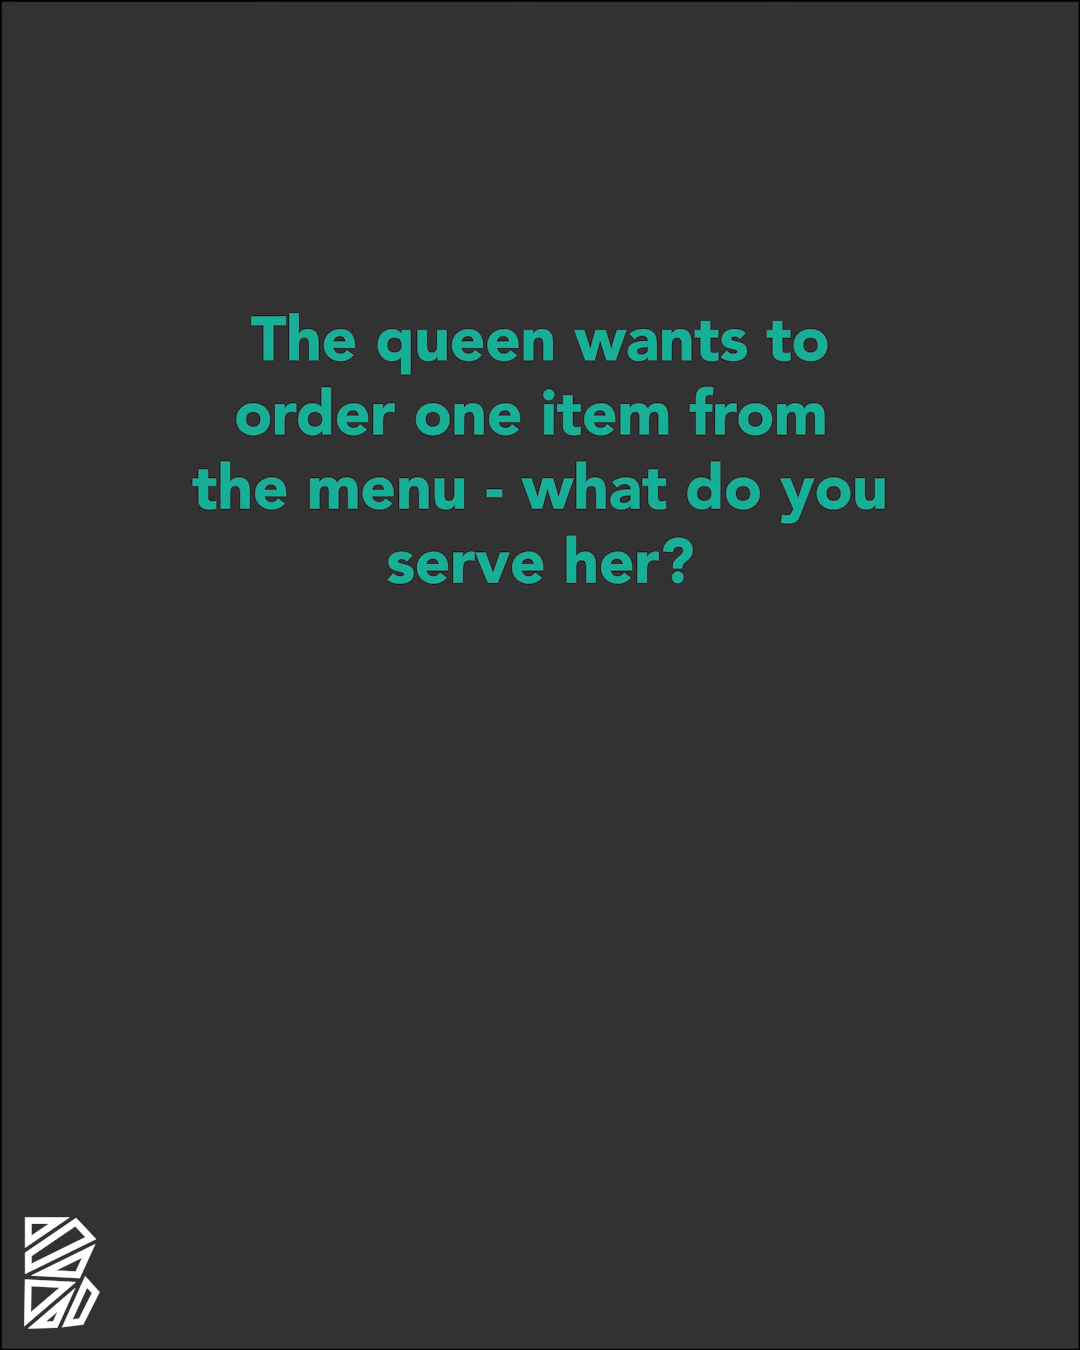 The queen wants to
order one item from
the menu - what do you
serve her?